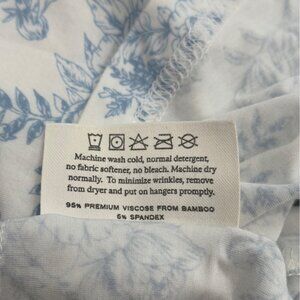 Machine wash cold, normal detergent,
no fabric softener, no bleach. Machine dry
normally. To minimize wrinkles, remove
from dryer and put on hangers promptly.
95% PREMIUM VISCOSE FROM BAMBOO
5% SPANDEX